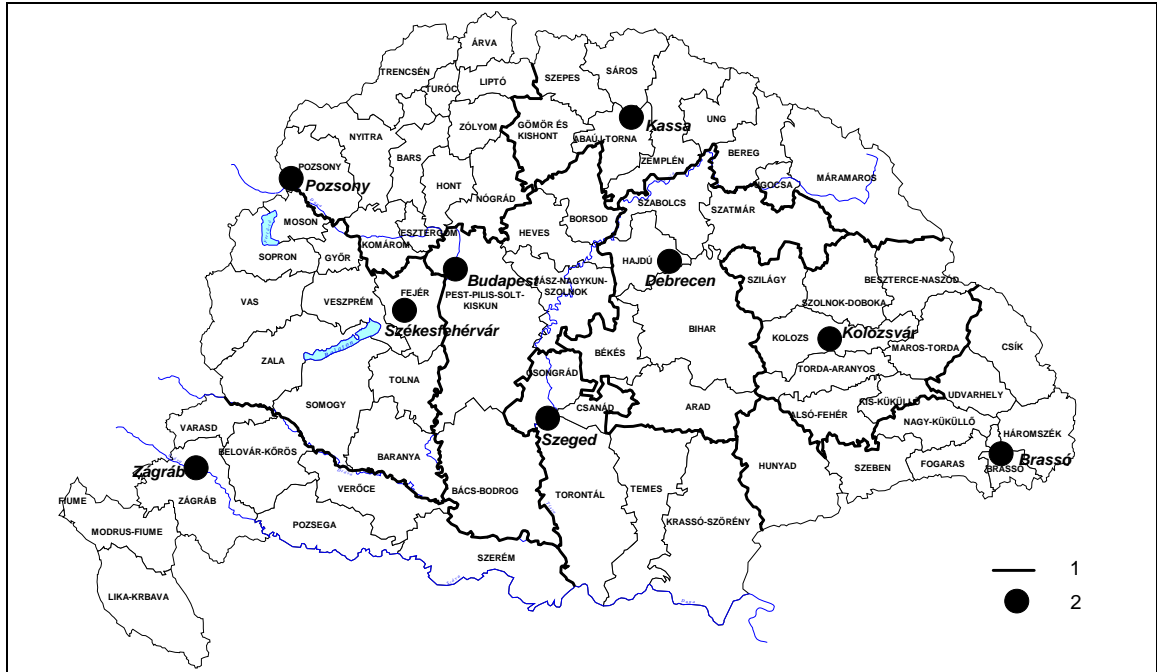 ÁRVA
TRENCSÉN
LIPTÓ
SZEPES
SÁROS
TURÓC
UNG
NYITRA
ZÓLYOM
GÖMÖR ÉS
KISHONT
ABAÚJ-TORNA
Kassa
BEREG
POZSONY
BARS
ZEMPLÉN
Pozsony
HONT
UGOCSA
MÁRAMAROS
NÓGRÁD
SZABOLCS
SZATMÁR
MOSON
BORSOD
ESZTERGOM
HEVES
KOMÁROM
SOPRON
GYŐR
HAJDÚ
Debrecen
SZILÁGY
BESZTERCE-NASZÓD
Budapest
JÁSZ-NAGYKUN-
SZOLNOK
FEJÉR
PEST-PILIS-SOLT-
KISKUN
VAS
VESZPRÉM
SZOLNOK-DOBOKA
Székesfehérvár
BIHAR
KOLOZS
Kolozsvár
MAROS-TORDA
CSÍK
ZALA
BÉKÉS
TORDA-ARANYOS
CSONGRÁD
TOLNA
UDVARHELY
SOMOGY
CSANÁD
ARAD
KIS-KÜKÜLLŐ
ALSÓ-FEHÉR
NAGY-KÜKÜLLŐ
VARASD
Szeged
HÁROMSZÉK
BELOVÁR-KŐRÖS
BARANYA
Brassó
Zágráb
HUNYAD
SZEBEN
FOGARAS
BRASSÓ
VERŐCE
BÁCS-BODROG
TORONTÁL
TEMES
FIUME
ZÁGRÁB
POZSEGA
KRASSÓ-SZÖRÉNY
MODRUS-FIUME
SZERÉM
LIKA-KRBAVA
1
2